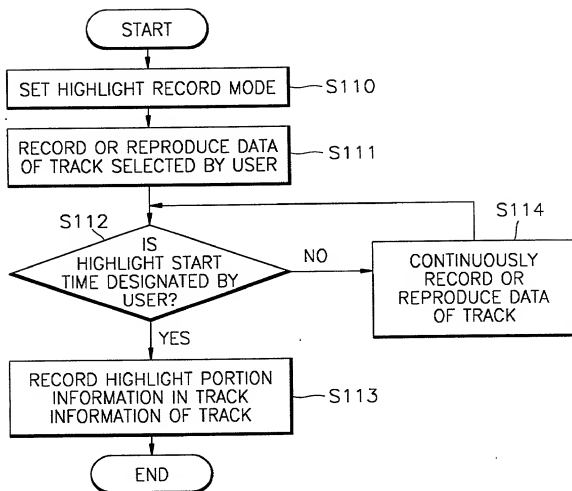 START
SET HIGHLIGHT RECORD MODE
S110
RECORD OR REPRODUCE DATA
OF TRACK SELECTED BY USER
S111
S112
IS
HIGHLIGHT START
TIME DESIGNATED BY
USER?
NO
S114
CONTINUOUSLY
RECORD OR
REPRODUCE DATA
OF TRACK
YES
RECORD HIGHLIGHT PORTION
INFORMATION IN TRACK
INFORMATION OF TRACK
S113
END